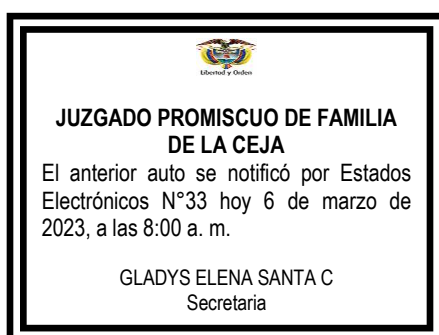 Libertad y Orden
JUZGADO PROMISCUO DE FAMILIA
DE LA CEJA
El anterior auto se notificó por Estados
Electrónicos N°33 hoy 6 de marzo de
2023, a las 8:00 a. m.
GLADYS ELENA SANTA C
Secretaria